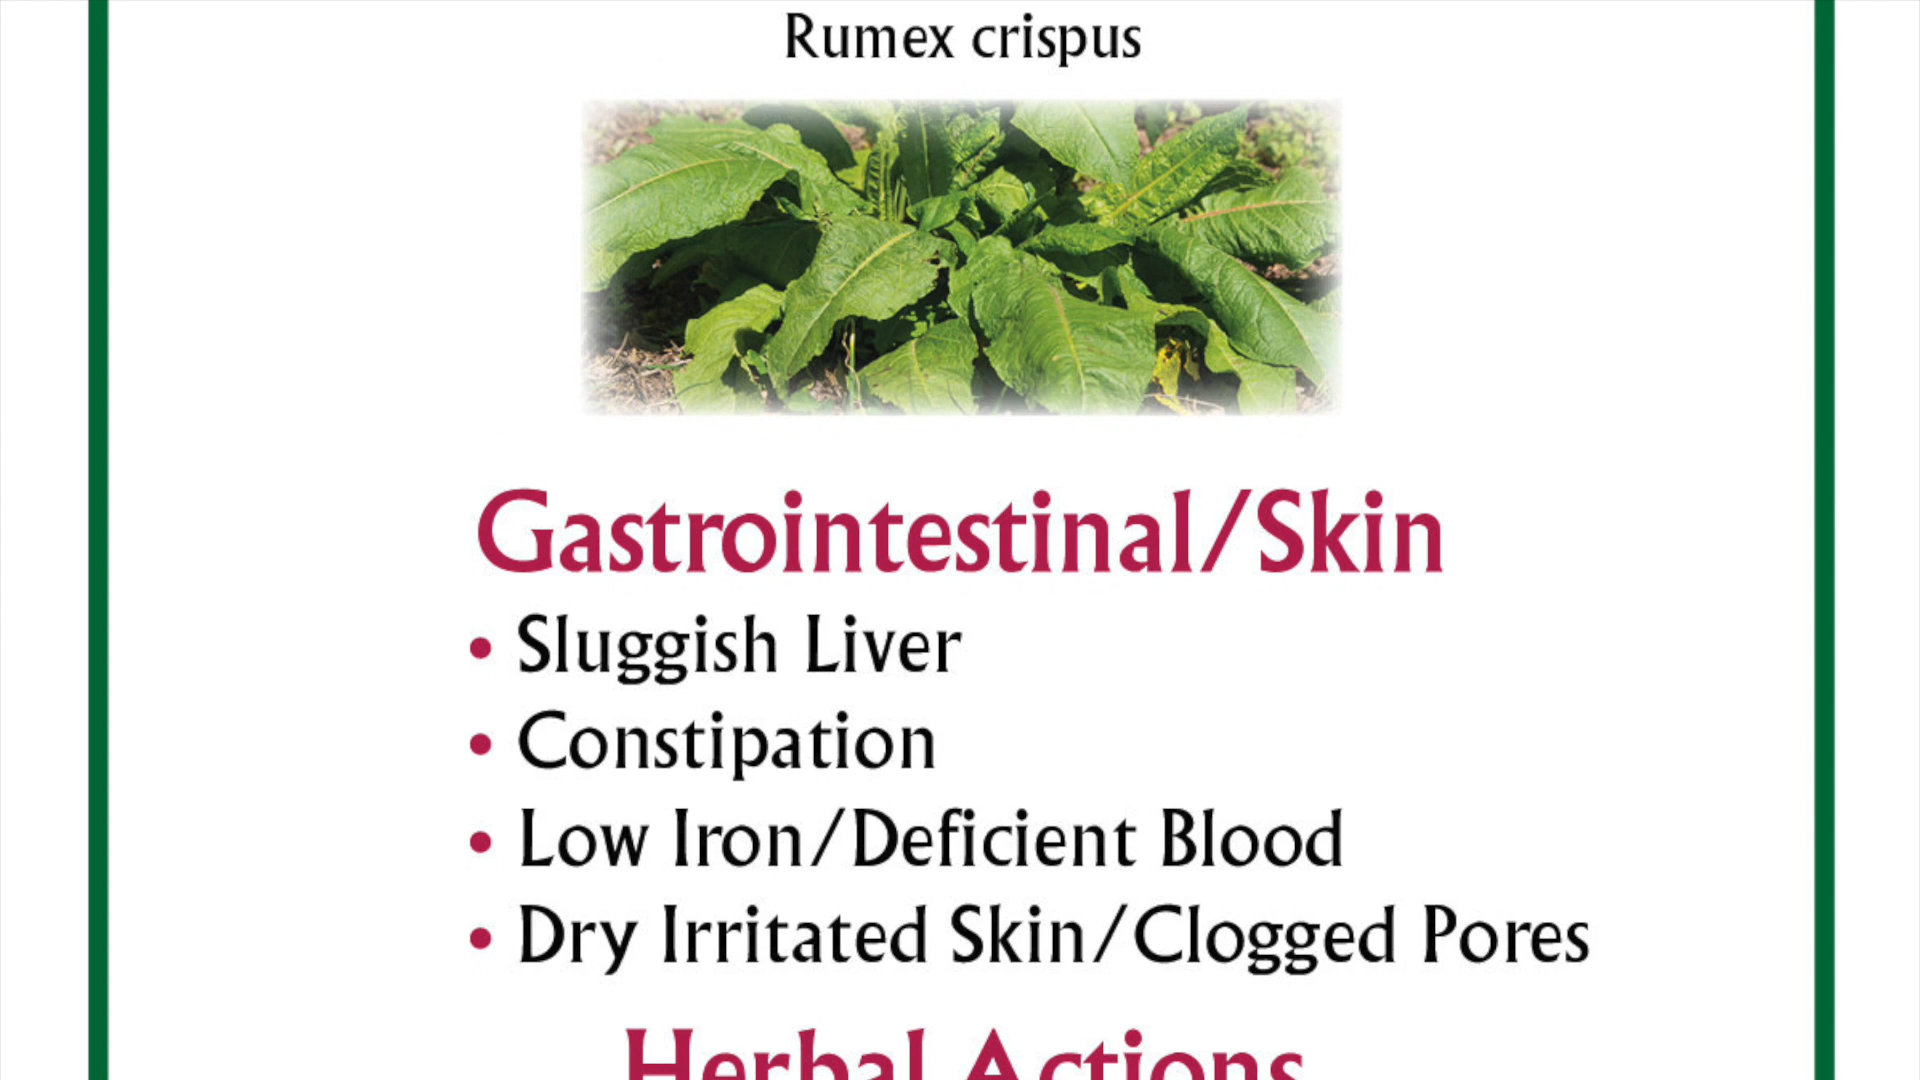 Rumex crispus
Gastrointestinal/Skin
• Sluggish Liver
• Constipation
• Low Iron/Deficient Blood
• Dry Irritated Skin/Clogged Pores
Herbal Actions